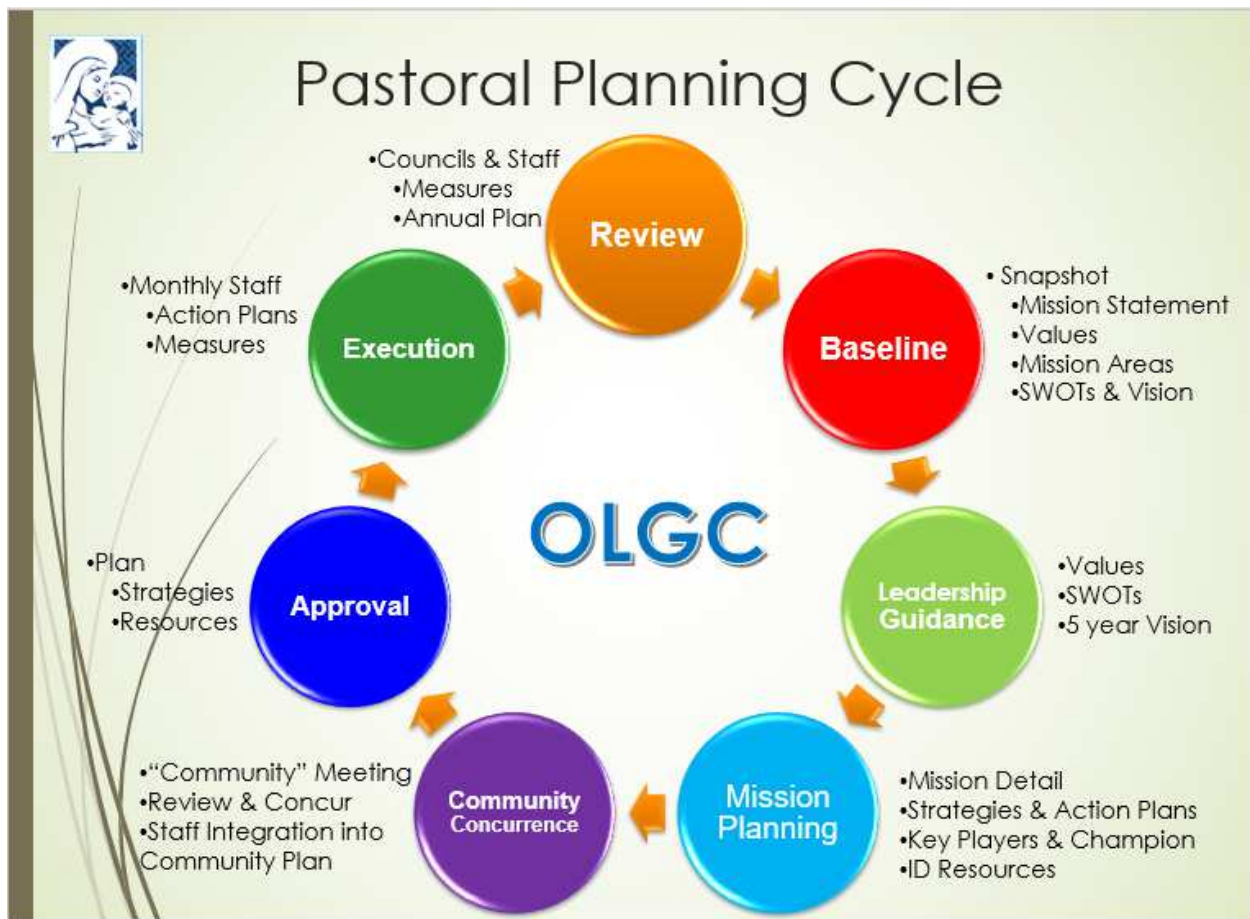 Pastoral Planning Cycle
•Councils & Staff
•Measures
•Annual Plan
Review
• Snapshot
•Mission Statement
•Values
•Mission Areas
•SWOTs & Vision
Baseline
•Values
•SWOTs
•5 year Vision
Leadership
Guidance
•Mission Detail
•Strategies & Action Plans
•Key Players & Champion
•ID Resources
Mission
Planning
•“Community” Meeting
•Review & Concur
•Staff Integration into
Community Plan
Community
Concurrence
•Plan
•Strategies
•Resources
Approval
•Monthly Staff
•Action Plans
•Measures
Execution
OLGC